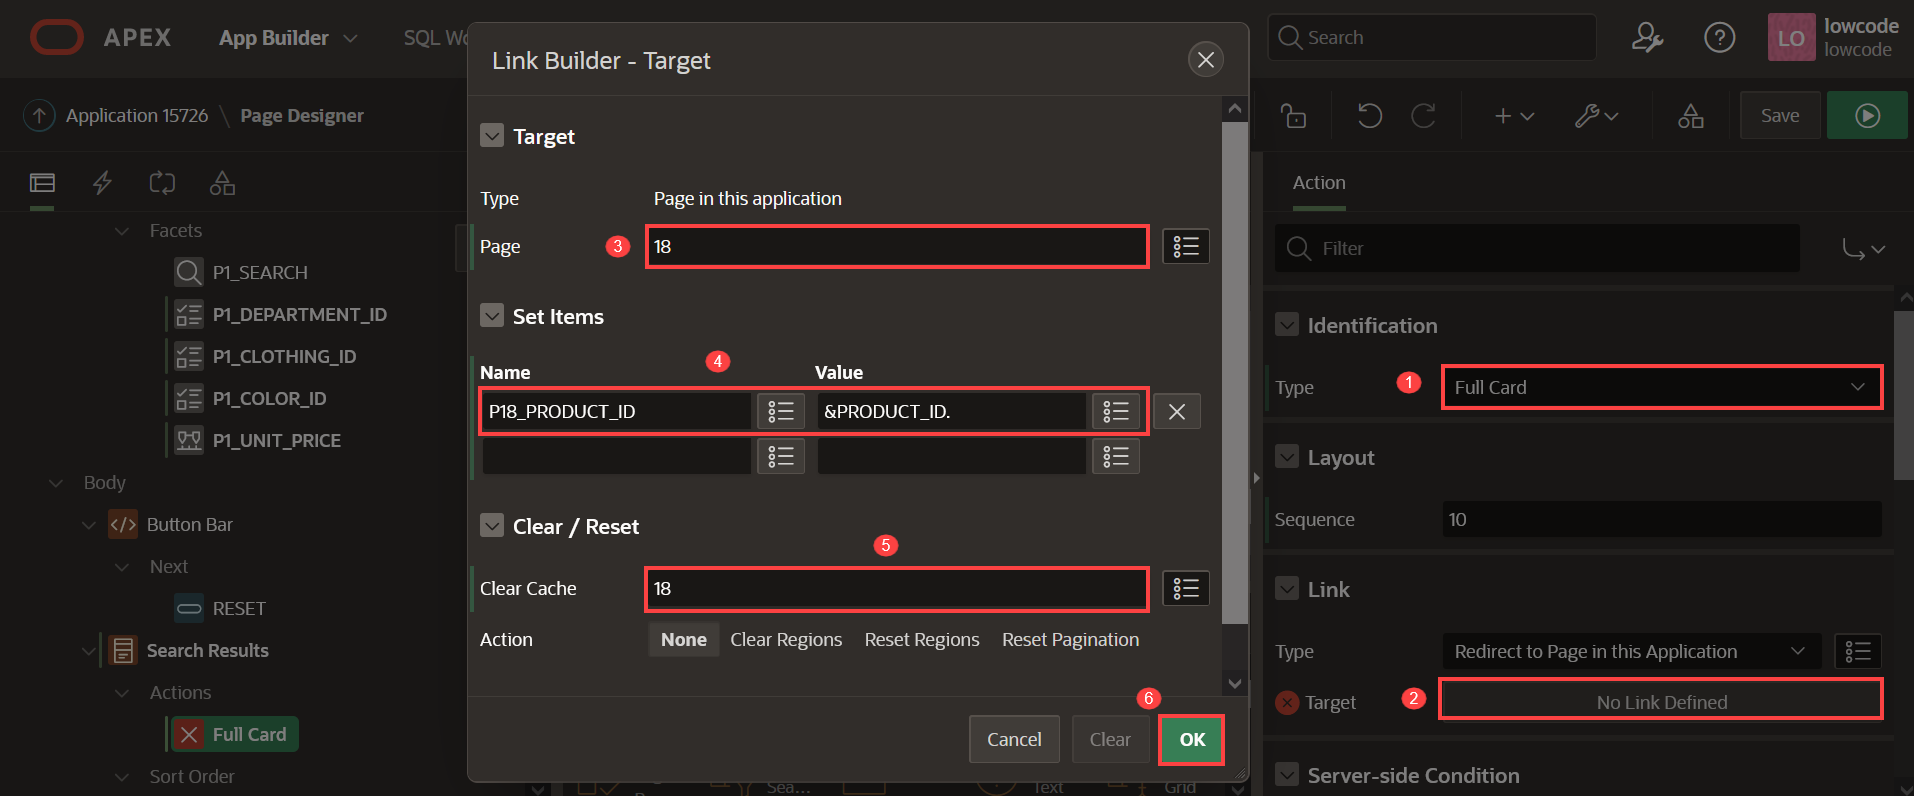 APEX
App Builder
SQL Wo
Search
LO
lowcode
lowcode
Application 15726 \ Page Designer
Save
Facets
P1_SEARCH
P1_DEPARTMENT_ID
P1_CLOTHING_ID
P1_COLOR_ID
P1_UNIT_PRICE
Body
Button Bar
Next
RESET
Search Results
Actions
Full Card
Sort Order
Link Builder - Target
Target
Type Page in this application
Page 3 18
Set Items
4
Name Value
P18_PRODUCT_ID &PRODUCT_ID.
Clear / Reset
5
Clear Cache 18
Action None Clear Regions Reset Regions Reset Pagination
6
Cancel Clear OK
Sea...
Text
Grid
Action
Filter
Identification
Type 1 Full Card
Layout
Sequence 10
Link
Type Redirect to Page in this Application
Target 2 No Link Defined
Server-side Condition